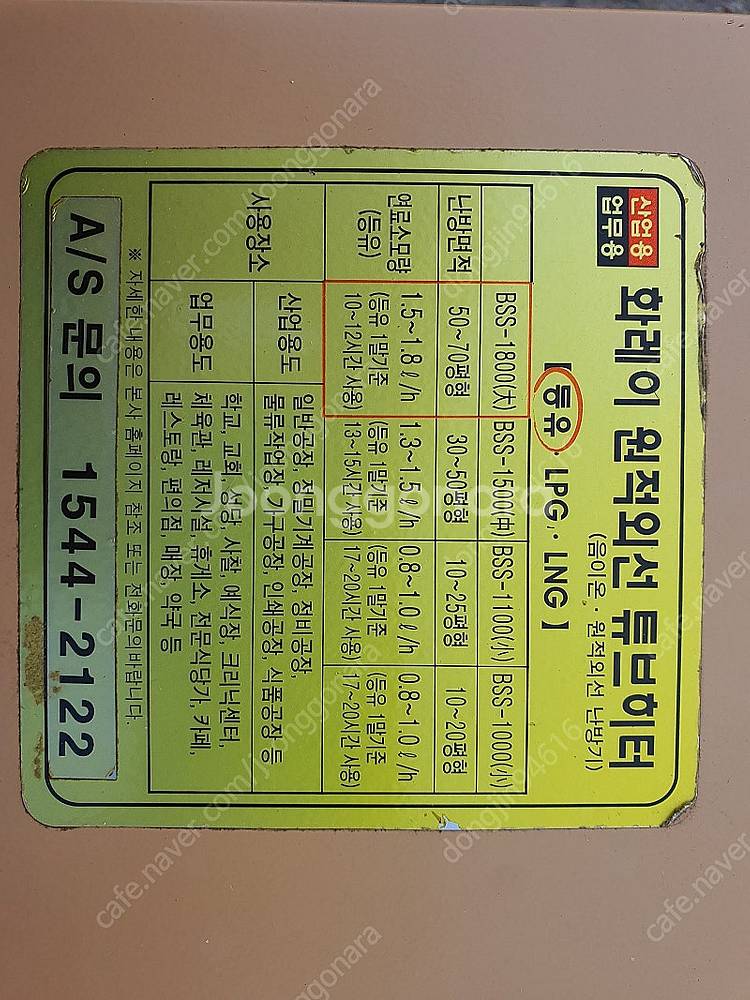 산업용
업무용
화레이 원적외선 튜브히터
(음이온 · 원적외선 난방기)
【 등유 · LPG · LNG 】
BSS-1800(大) BSS-1500(中) BSS-1100(小) BSS-1000(小)
난방면적 50~70평형 30~50평형 10~25평형 10~20평형
연료소모량 1.5~1.8ℓ/h 1.3~1.5ℓ/h 0.8~1.0ℓ/h 0.8~1.0ℓ/h
(등유) (등유 1말기준 (등유 1말기준 (등유 1말기준 (등유 1말기준
10~12시간 사용) 13~15시간 사용) 17~20시간 사용) 17~20시간 사용)
사용장소
산업용도
일반공장, 정밀기계공장, 정비공장,
물류작업장, 가구공장, 인쇄공장, 식품공장 등
업무용도
학교, 교회, 성당, 사찰, 예식장, 크리닉센터,
체육관, 레저시설, 휴게소, 전문식당가, 카페,
레스토랑, 편의점, 매장, 약국 등
※ 자세한 내용은 본사 홈페이지 참조 또는 전화문의바랍니다.
A/S 문의 1544-2122
Joonggonara
cafe.naver.com/joonggonara
dongjing4616